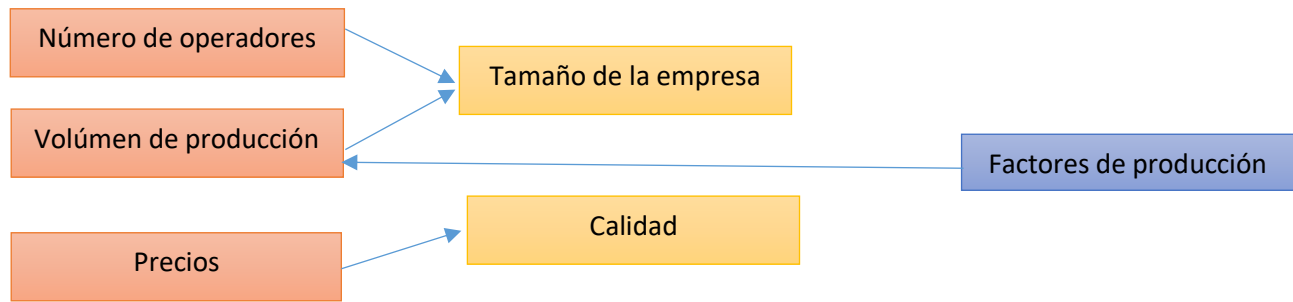 Número de operadores
Tamaño de la empresa
Volúmen de producción
Factores de producción
Calidad
Precios